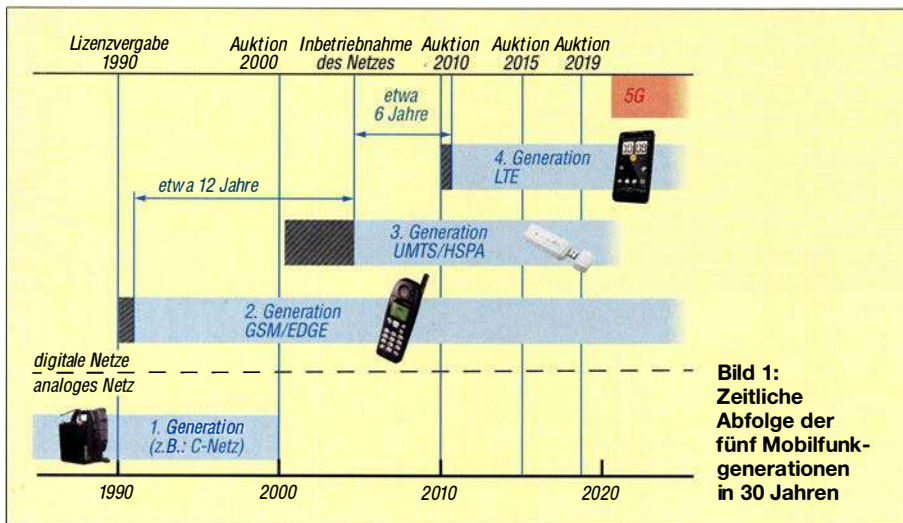 Lizenzvergabe Auktion Inbetriebnahme Auktion Auktion Auktion
1990 2000 des Netzes 2010 2015 2019
etwa
6 Jahre
5G
4. Generation
LTE
etwa 12 Jahre
3. Generation
UMTS/HSPA
2. Generation
GSM/EDGE
digitale Netze
analoges Netz
1. Generation
(z.B.: C-Netz)
1990 2000 2010 2020
Bild 1:
Zeitliche
Abfolge der
fünf Mobilfunk-
generationen
in 30 Jahren